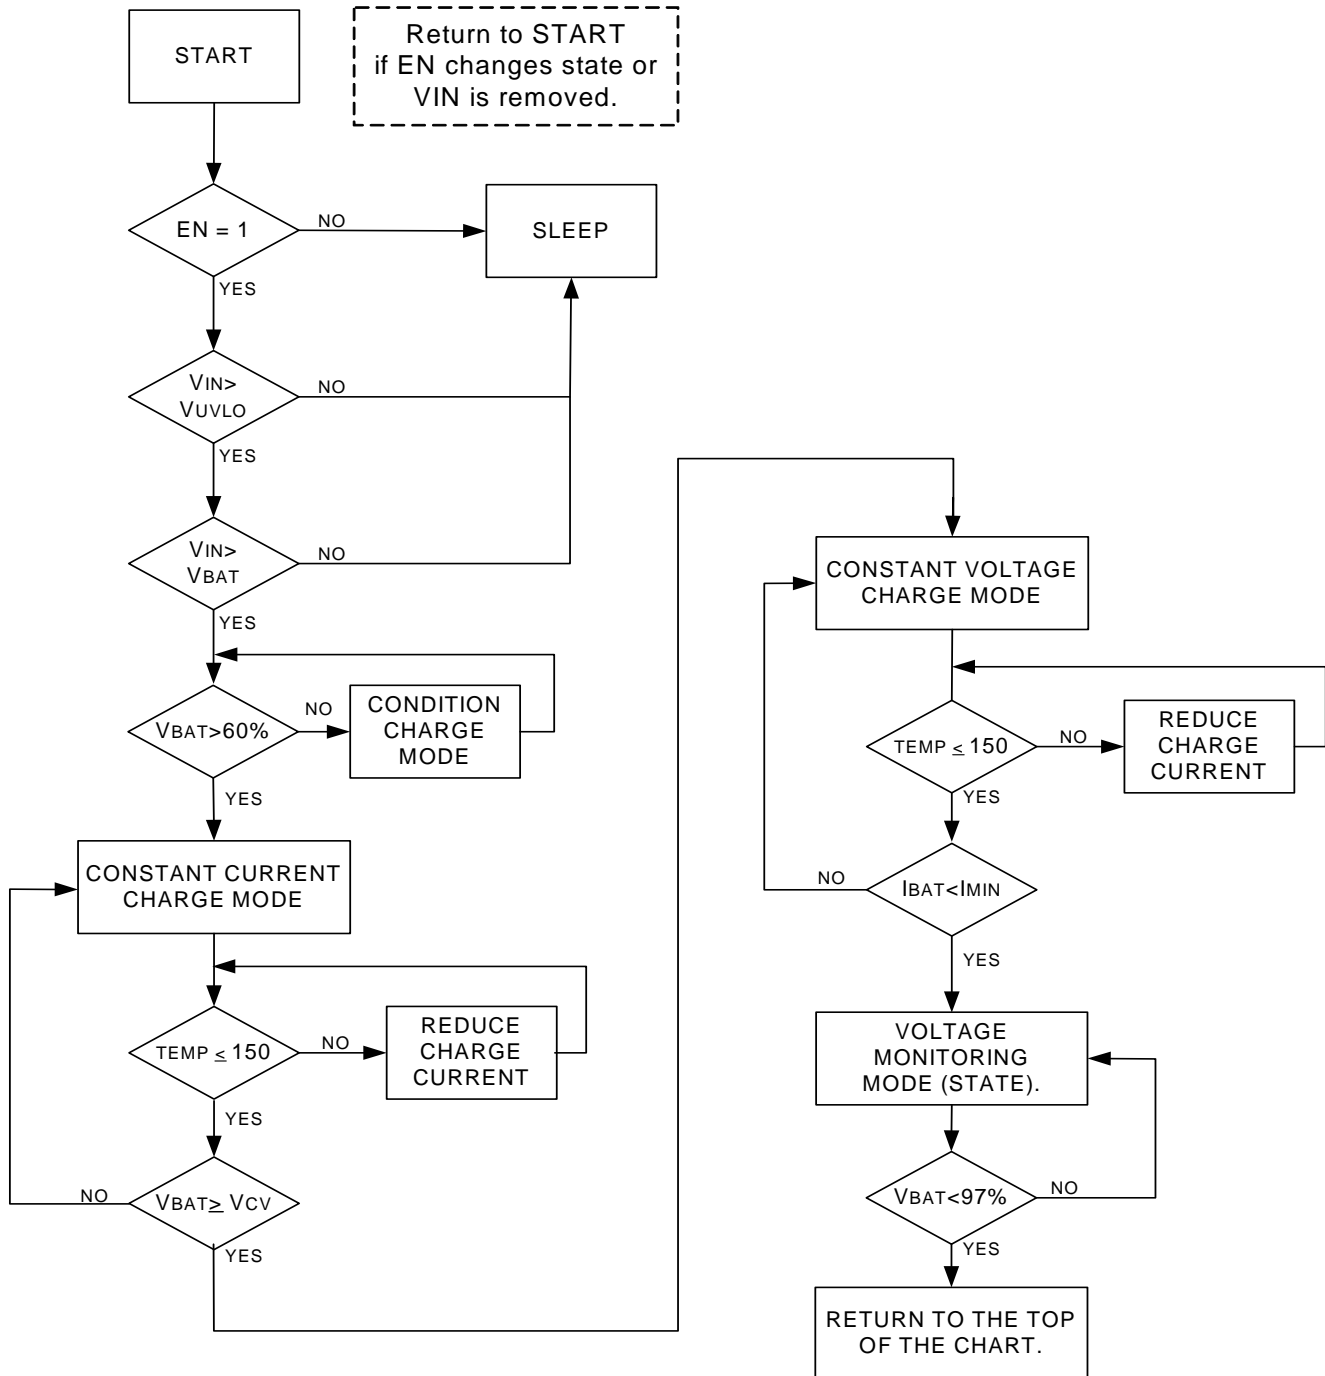 START
Return to START
if EN changes state or
VIN is removed.
EN = 1
NO
SLEEP
YES
VIN>
VUVLO
NO
YES
VIN>
VBAT
NO
YES
VBAT>60%
NO
CONDITION
CHARGE
MODE
YES
CONSTANT CURRENT
CHARGE MODE
TEMP ≤ 150
NO
REDUCE
CHARGE
CURRENT
YES
VBAT≥ VCV
NO
YES
CONSTANT VOLTAGE
CHARGE MODE
TEMP ≤ 150
NO
REDUCE
CHARGE
CURRENT
YES
IBAT<IMIN
NO
YES
VOLTAGE
MONITORING
MODE (STATE).
VBAT<97%
NO
YES
RETURN TO THE TOP
OF THE CHART.